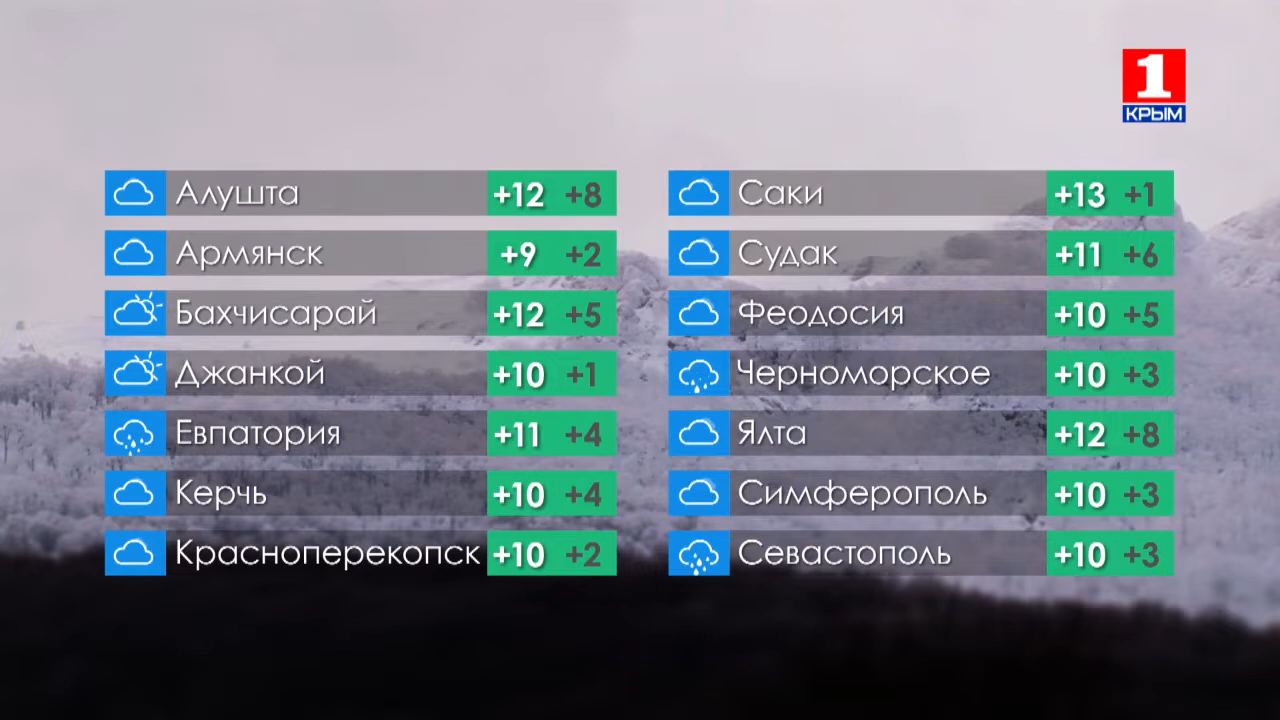 1
КРЫМ
Алушта +12 +8
Армянск +9 +2
Бахчисарай +12 +5
Джанкой +10 +1
Евпатория +11 +4
Керчь +10 +4
Красноперекопск +10 +2
Саки +13 +1
Судак +11 +6
Феодосия +10 +5
Черноморское +10 +3
Ялта +12 +8
Симферополь +10 +3
Севастополь +10 +3